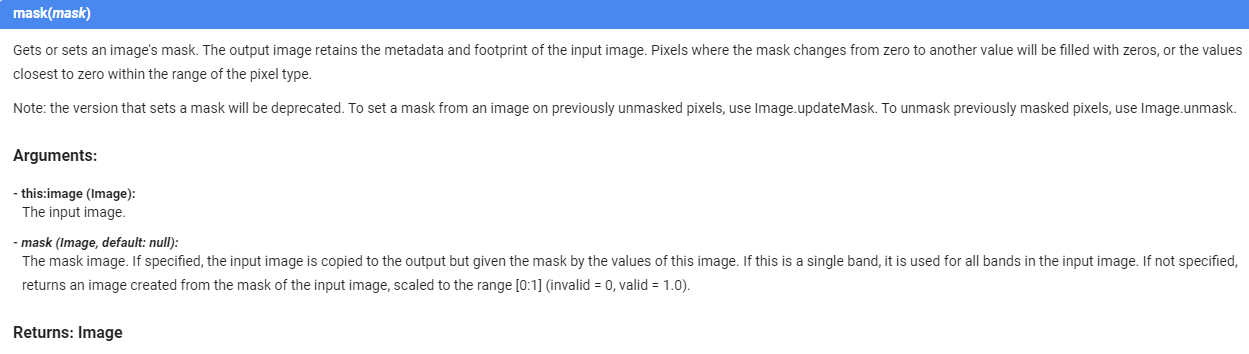 mask(mask)
Gets or sets an image's mask. The output image retains the metadata and footprint of the input image. Pixels where the mask changes from zero to another value will be filled with zeros, or the values
closest to zero within the range of the pixel type.
Note: the version that sets a mask will be deprecated. To set a mask from an image on previously unmasked pixels, use Image.updateMask. To unmask previously masked pixels, use Image.unmask.
Arguments:
- this:image (Image):
The input image.
- mask (Image, default: null):
The mask image. If specified, the input image is copied to the output but given the mask by the values of this image. If this is a single band, it is used for all bands in the input image. If not specified,
returns an image created from the mask of the input image, scaled to the range [0:1] (invalid = 0, valid = 1.0).
Returns: Image